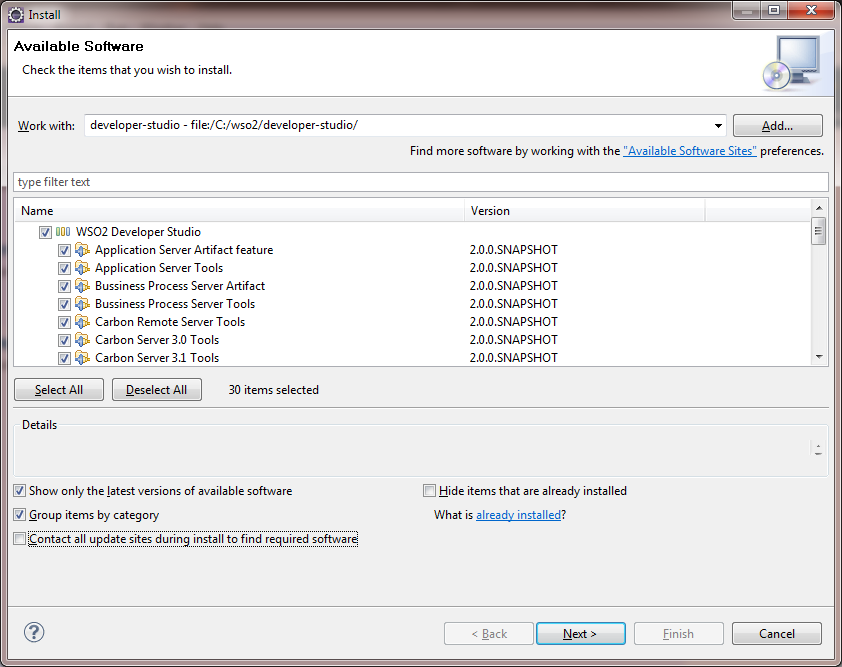 Install
Available Software
Check the items that you wish to install.
Work with: developer-studio - file:/C:/wso2/developer-studio/ Add...
Find more software by working with the "Available Software Sites" preferences.
type filter text
Name Version
WSO2 Developer Studio
Application Server Artifact feature 2.0.0.SNAPSHOT
Application Server Tools 2.0.0.SNAPSHOT
Bussiness Process Server Artifact 2.0.0.SNAPSHOT
Bussiness Process Server Tools 2.0.0.SNAPSHOT
Carbon Remote Server Tools 2.0.0.SNAPSHOT
Carbon Server 3.0 Tools 2.0.0.SNAPSHOT
Carbon Server 3.1 Tools 2.0.0.SNAPSHOT
Select All Deselect All 30 items selected
Details
Show only the latest versions of available software Hide items that are already installed
Group items by category What is already installed?
Contact all update sites during install to find required software
? < Back Next > Finish Cancel